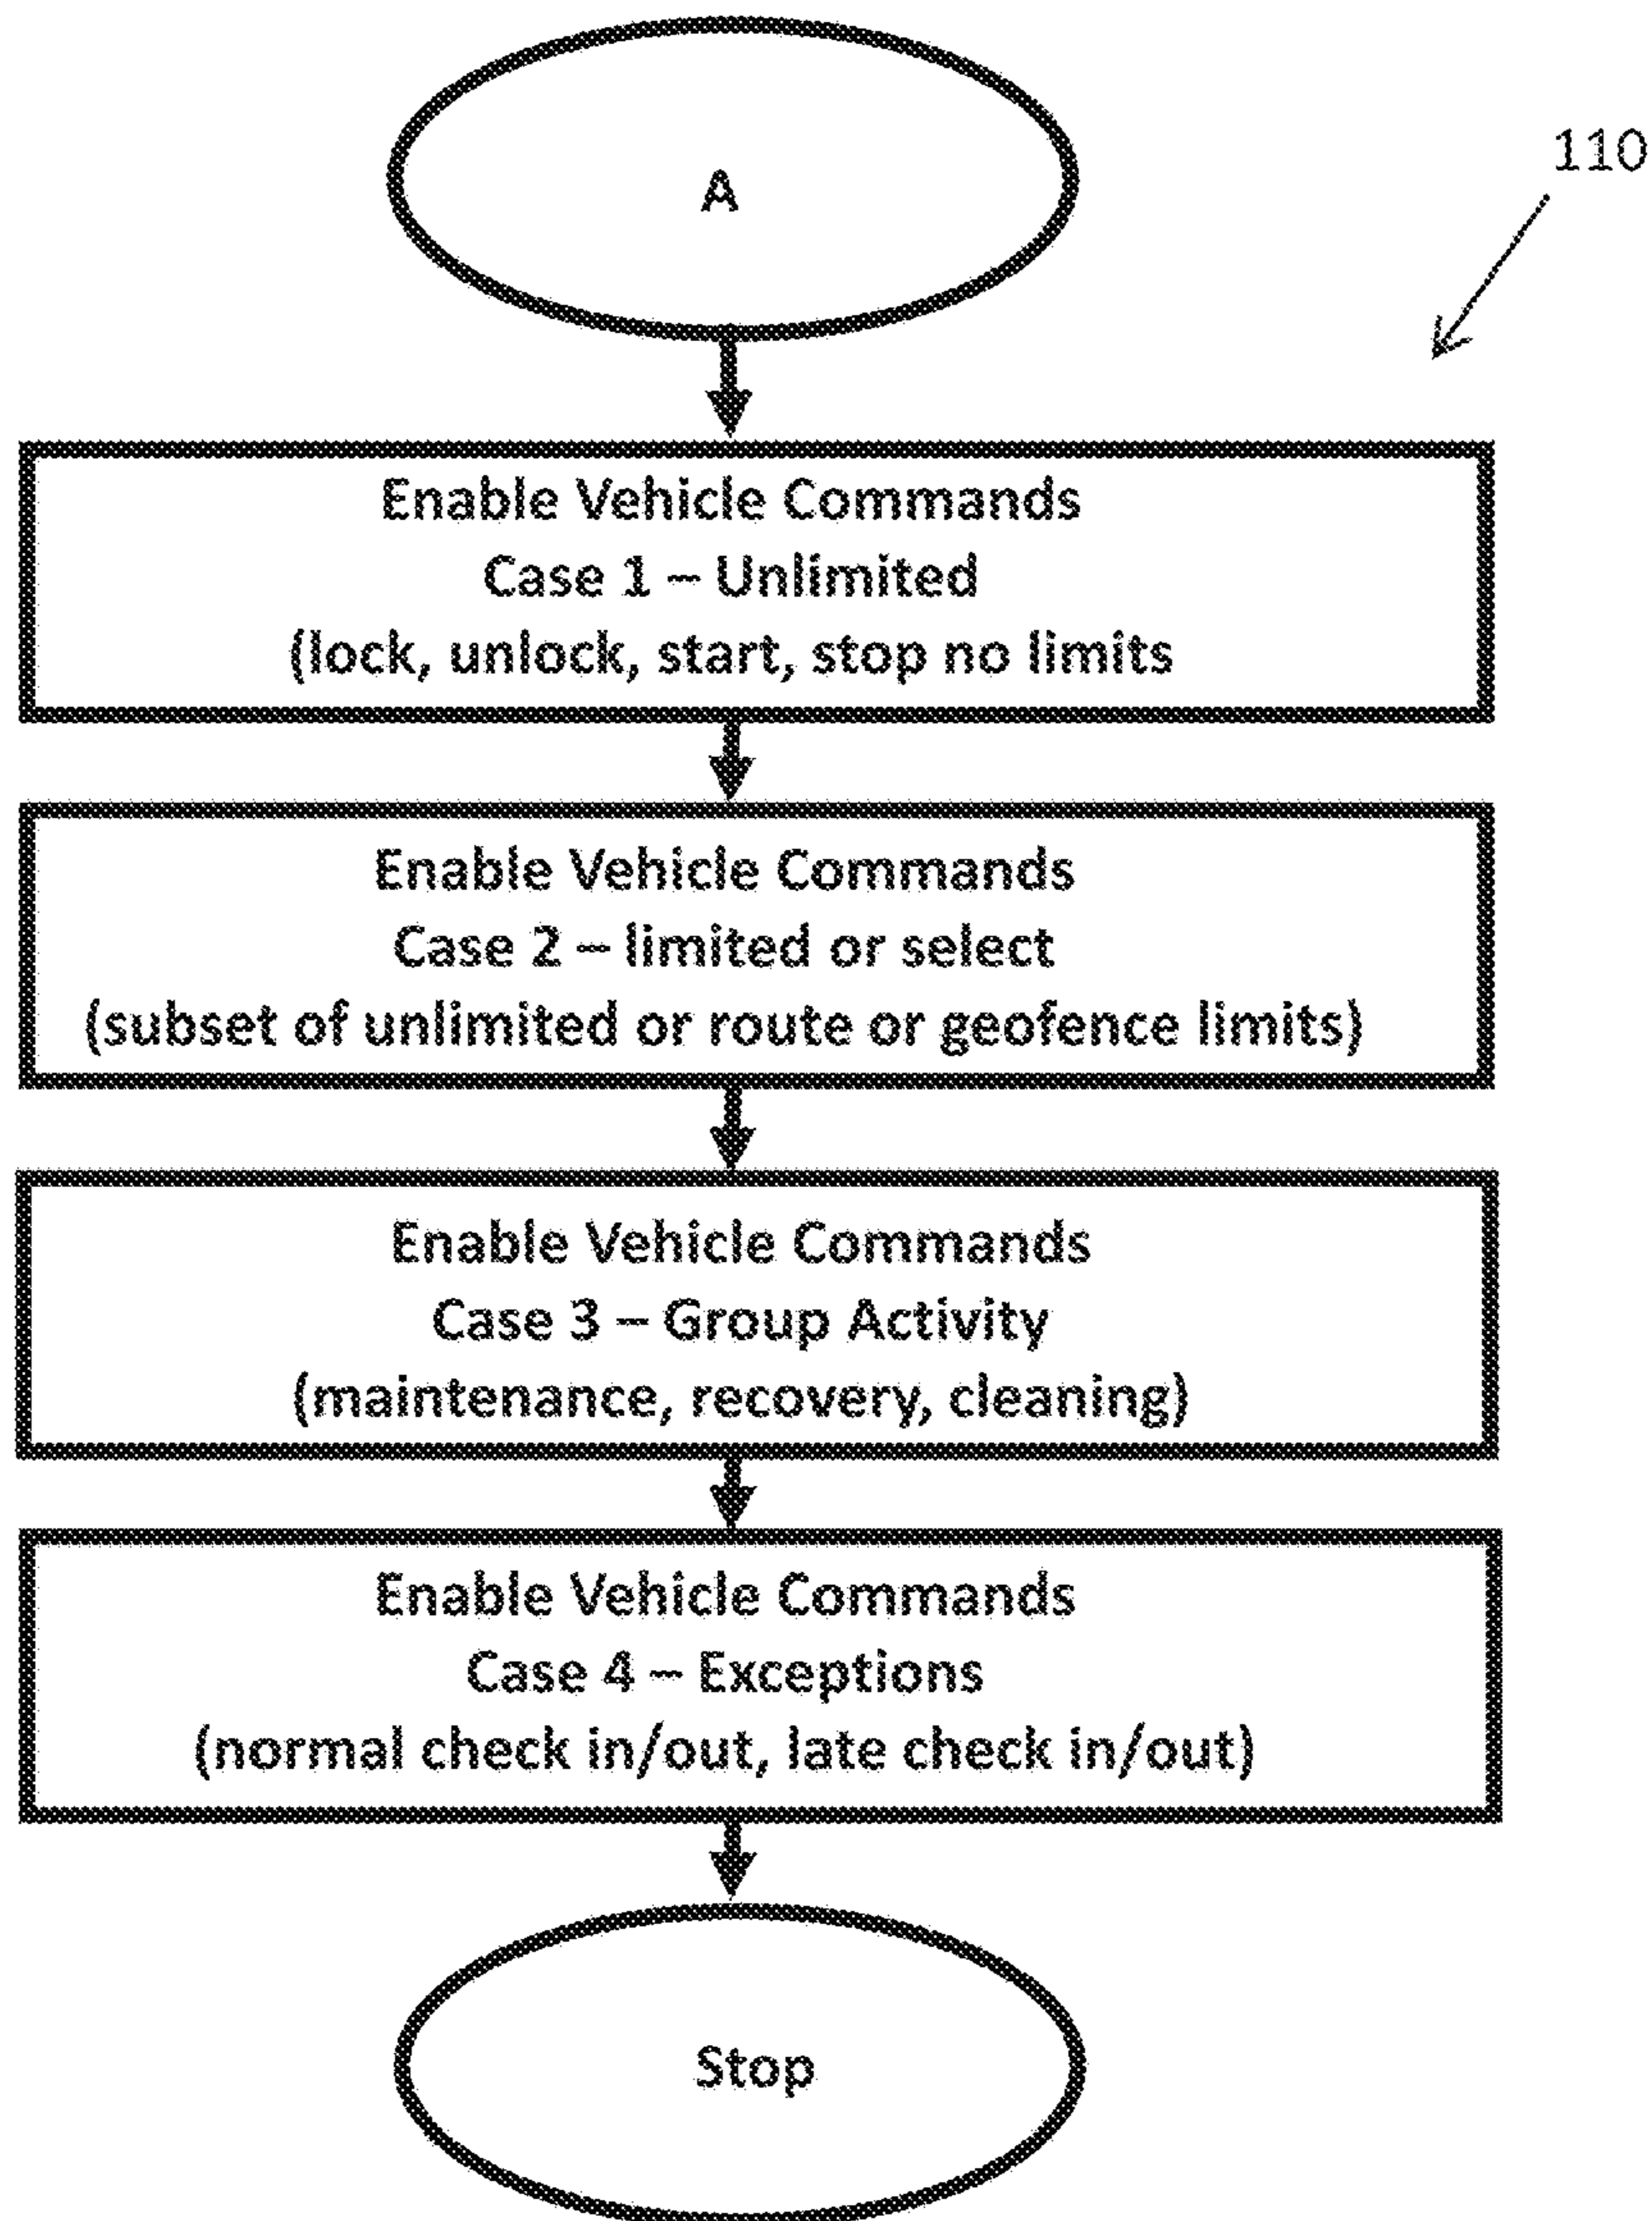 A
110
Enable Vehicle Commands
Case 1 – Unlimited
(lock, unlock, start, stop no limits
Enable Vehicle Commands
Case 2 – limited or select
(subset of unlimited or route or geofence limits)
Enable Vehicle Commands
Case 3 – Group Activity
(maintenance, recovery, cleaning)
Enable Vehicle Commands
Case 4 – Exceptions
(normal check in/out, late check in/out)
Stop